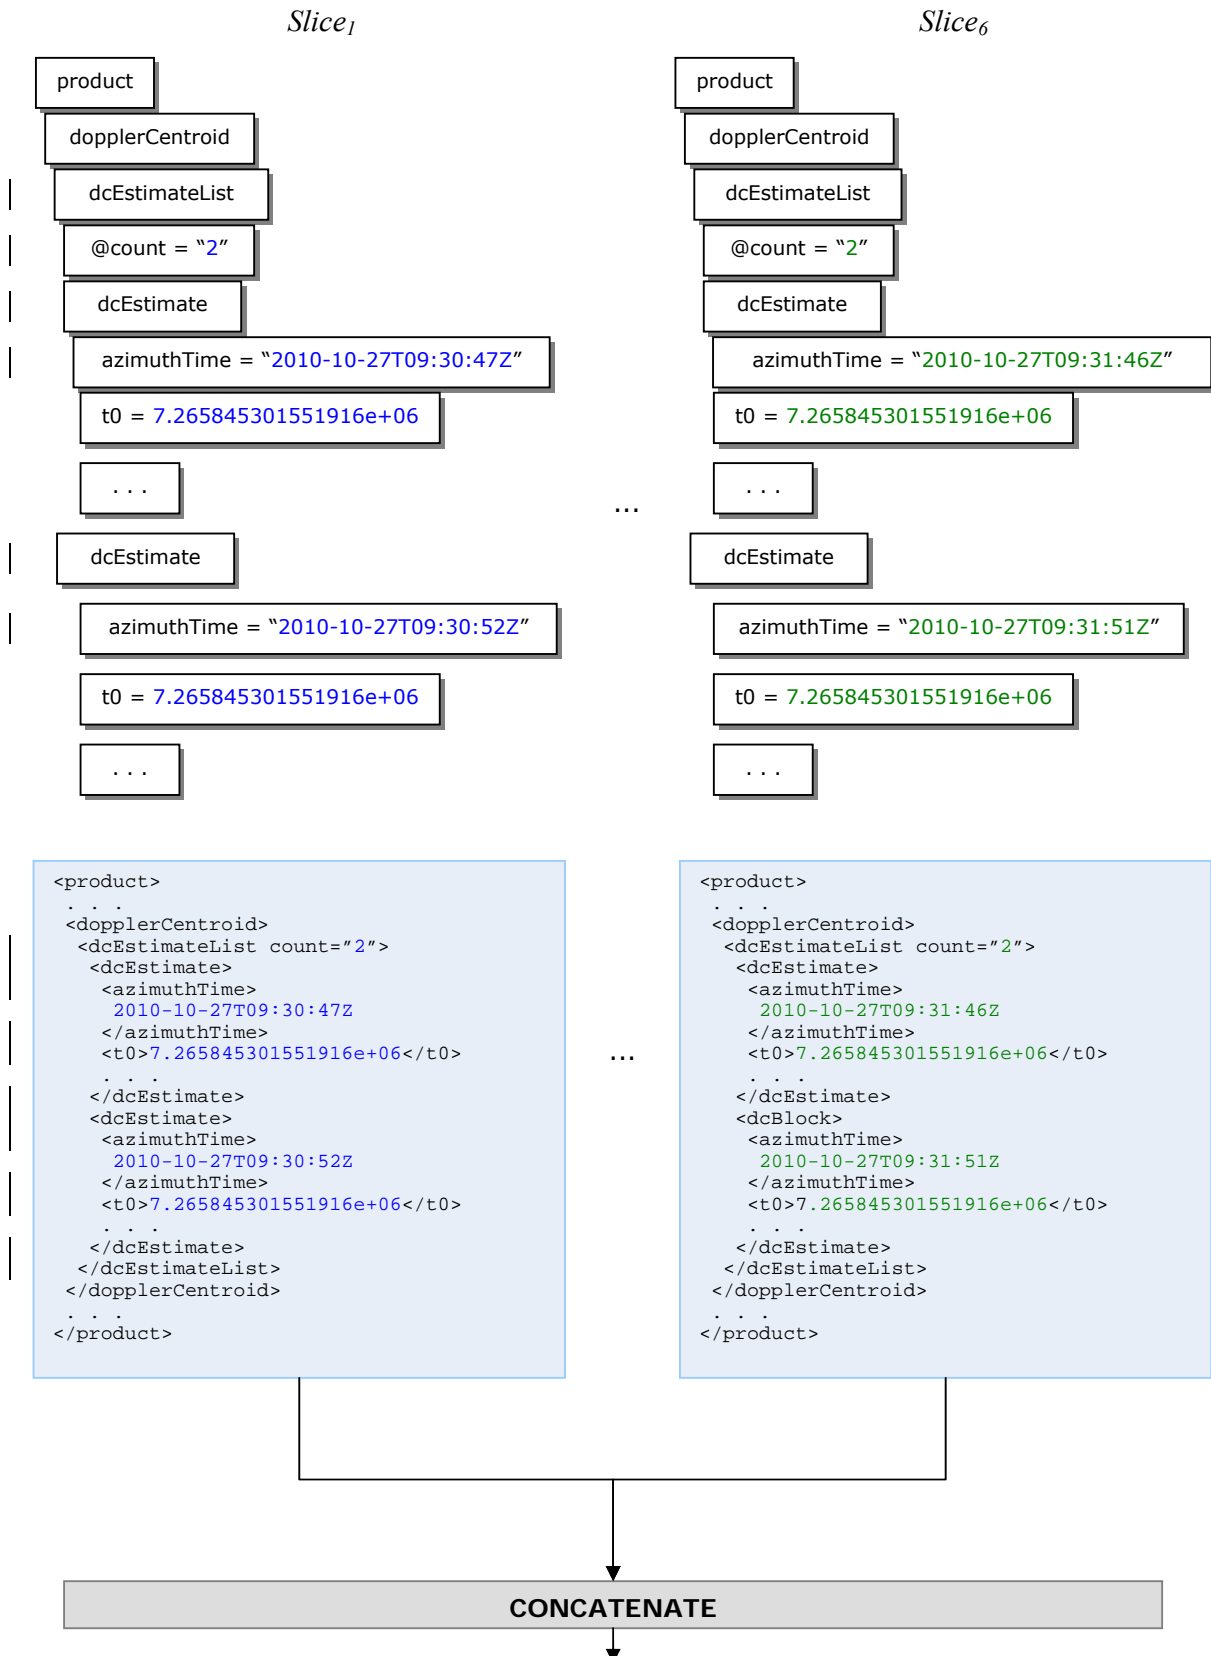 Slice1
product
dopplerCentroid
dcEstimateList
@count = “2”
dcEstimate
azimuthTime = “2010-10-27T09:30:47Z”
t0 = 7.265845301551916e+06
. . .
dcEstimate
azimuthTime = “2010-10-27T09:30:52Z”
t0 = 7.265845301551916e+06
. . .
...
Slice6
product
dopplerCentroid
dcEstimateList
@count = “2”
dcEstimate
azimuthTime = “2010-10-27T09:31:46Z”
t0 = 7.265845301551916e+06
. . .
dcEstimate
azimuthTime = “2010-10-27T09:31:51Z”
t0 = 7.265845301551916e+06
. . .
<product>
. . .
<dopplerCentroid>
<dcEstimateList count=”2”>
<dcEstimate>
<azimuthTime>
2010-10-27T09:30:47Z
</azimuthTime>
<t0>7.265845301551916e+06</t0>
. . .
</dcEstimate>
<dcEstimate>
<azimuthTime>
2010-10-27T09:30:52Z
</azimuthTime>
<t0>7.265845301551916e+06</t0>
. . .
</dcEstimate>
</dcEstimateList>
</dopplerCentroid>
. . .
</product>
...
<product>
. . .
<dopplerCentroid>
<dcEstimateList count=”2”>
<dcEstimate>
<azimuthTime>
2010-10-27T09:31:46Z
</azimuthTime>
<t0>7.265845301551916e+06</t0>
. . .
</dcEstimate>
<dcBlock>
<azimuthTime>
2010-10-27T09:31:51Z
</azimuthTime>
<t0>7.265845301551916e+06</t0>
. . .
</dcEstimate>
</dcEstimateList>
</dopplerCentroid>
. . .
</product>
CONCATENATE